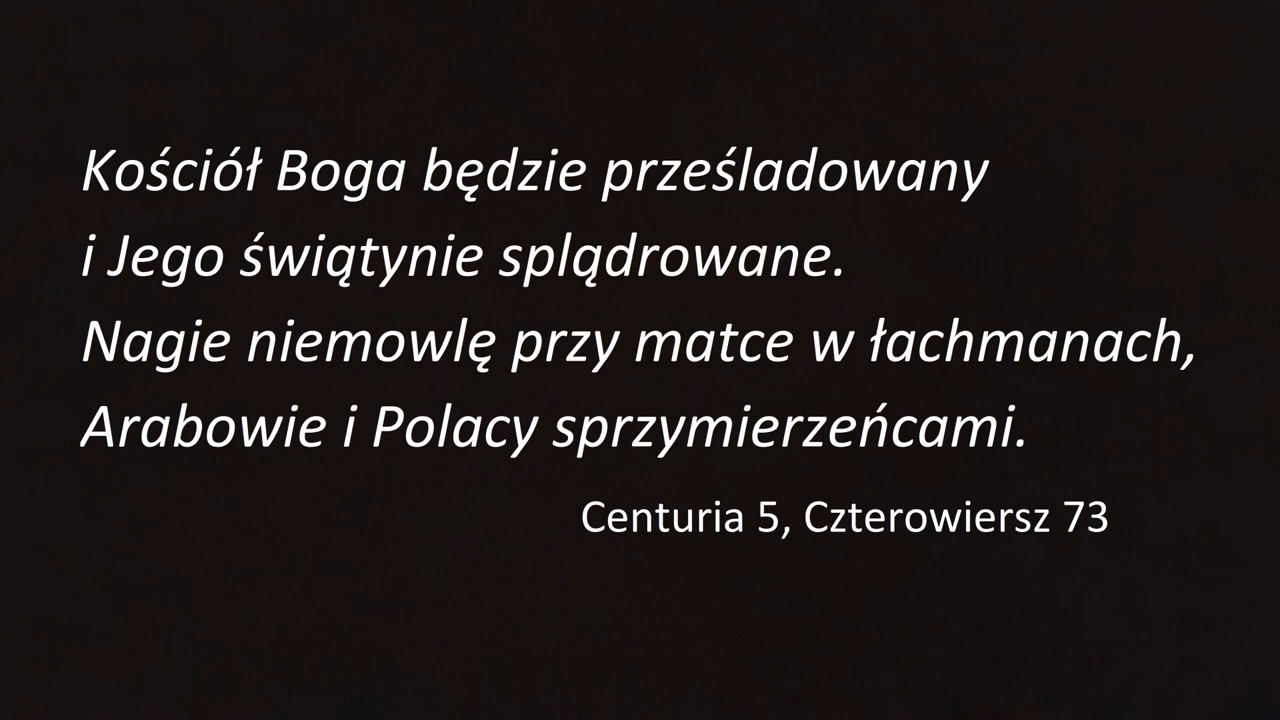 Kościół Boga będzie prześladowany
i Jego świątynie splądrowane.
Nagie niemowlę przy matce w łachmanach,
Arabowie i Polacy sprzymierzeńcami.
Centuria 5, Czterowiersz 73